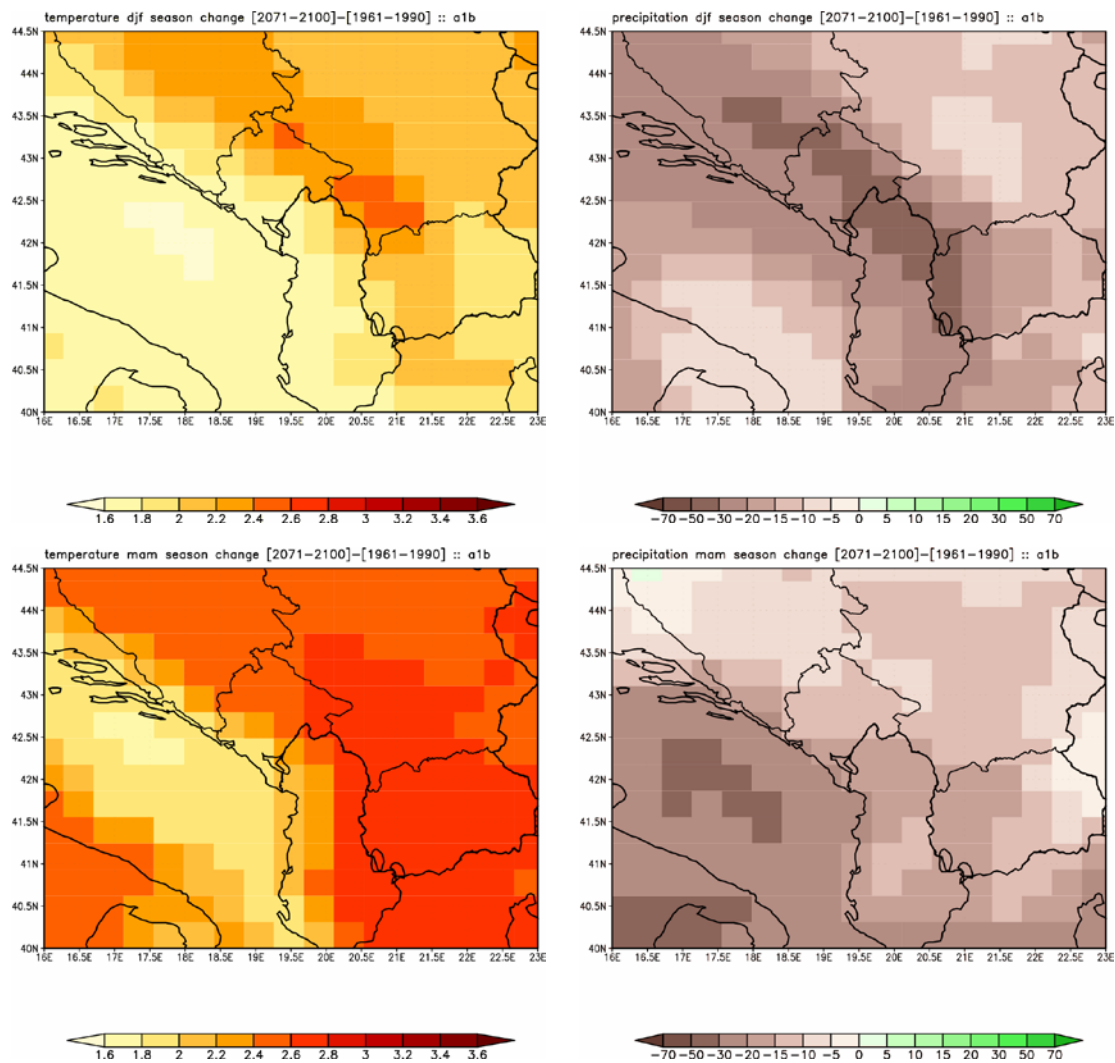 temperature djf season change [2071-2100]-[1961-1990] :: a1b
44.5N
44N
43.5N
43N
42.5N
42N
41.5N
41N
40.5N
40N
16E 16.5E 17E 17.5E 18E 18.5E 19E 19.5E 20E 20.5E 21E 21.5E 22E 22.5E 23E
1.6 1.8 2 2.2 2.4 2.6 2.8 3 3.2 3.4 3.6
precipitation djf season change [2071-2100]-[1961-1990] :: a1b
44.5N
44N
43.5N
43N
42.5N
42N
41.5N
41N
40.5N
40N
16E 16.5E 17E 17.5E 18E 18.5E 19E 19.5E 20E 20.5E 21E 21.5E 22E 22.5E 23E
-70 -50 -30 -20 -15 -10 -5 0 5 10 15 20 30 50 70
temperature mam season change [2071-2100]-[1961-1990] :: a1b
44.5N
44N
43.5N
43N
42.5N
42N
41.5N
41N
40.5N
40N
16E 16.5E 17E 17.5E 18E 18.5E 19E 19.5E 20E 20.5E 21E 21.5E 22E 22.5E 23E
1.6 1.8 2 2.2 2.4 2.6 2.8 3 3.2 3.4 3.6
precipitation mam season change [2071-2100]-[1961-1990] :: a1b
44.5N
44N
43.5N
43N
42.5N
42N
41.5N
41N
40.5N
40N
16E 16.5E 17E 17.5E 18E 18.5E 19E 19.5E 20E 20.5E 21E 21.5E 22E 22.5E 23E
-70 -50 -30 -20 -15 -10 -5 0 5 10 15 20 30 50 70